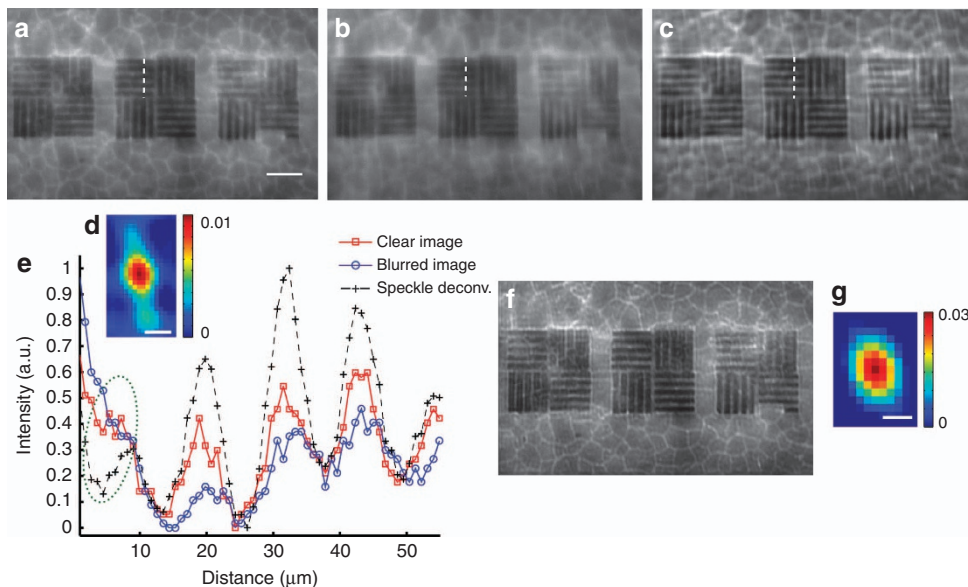 a
b
c
d
0.01
0
e
Clear image
Blurred image
Speckle deconv.
Intensity (a.u.)
1
0.9
0.8
0.7
0.6
0.5
0.4
0.3
0.2
0.1
0
10
20
30
40
50
Distance (μm)
f
g
0.03
0